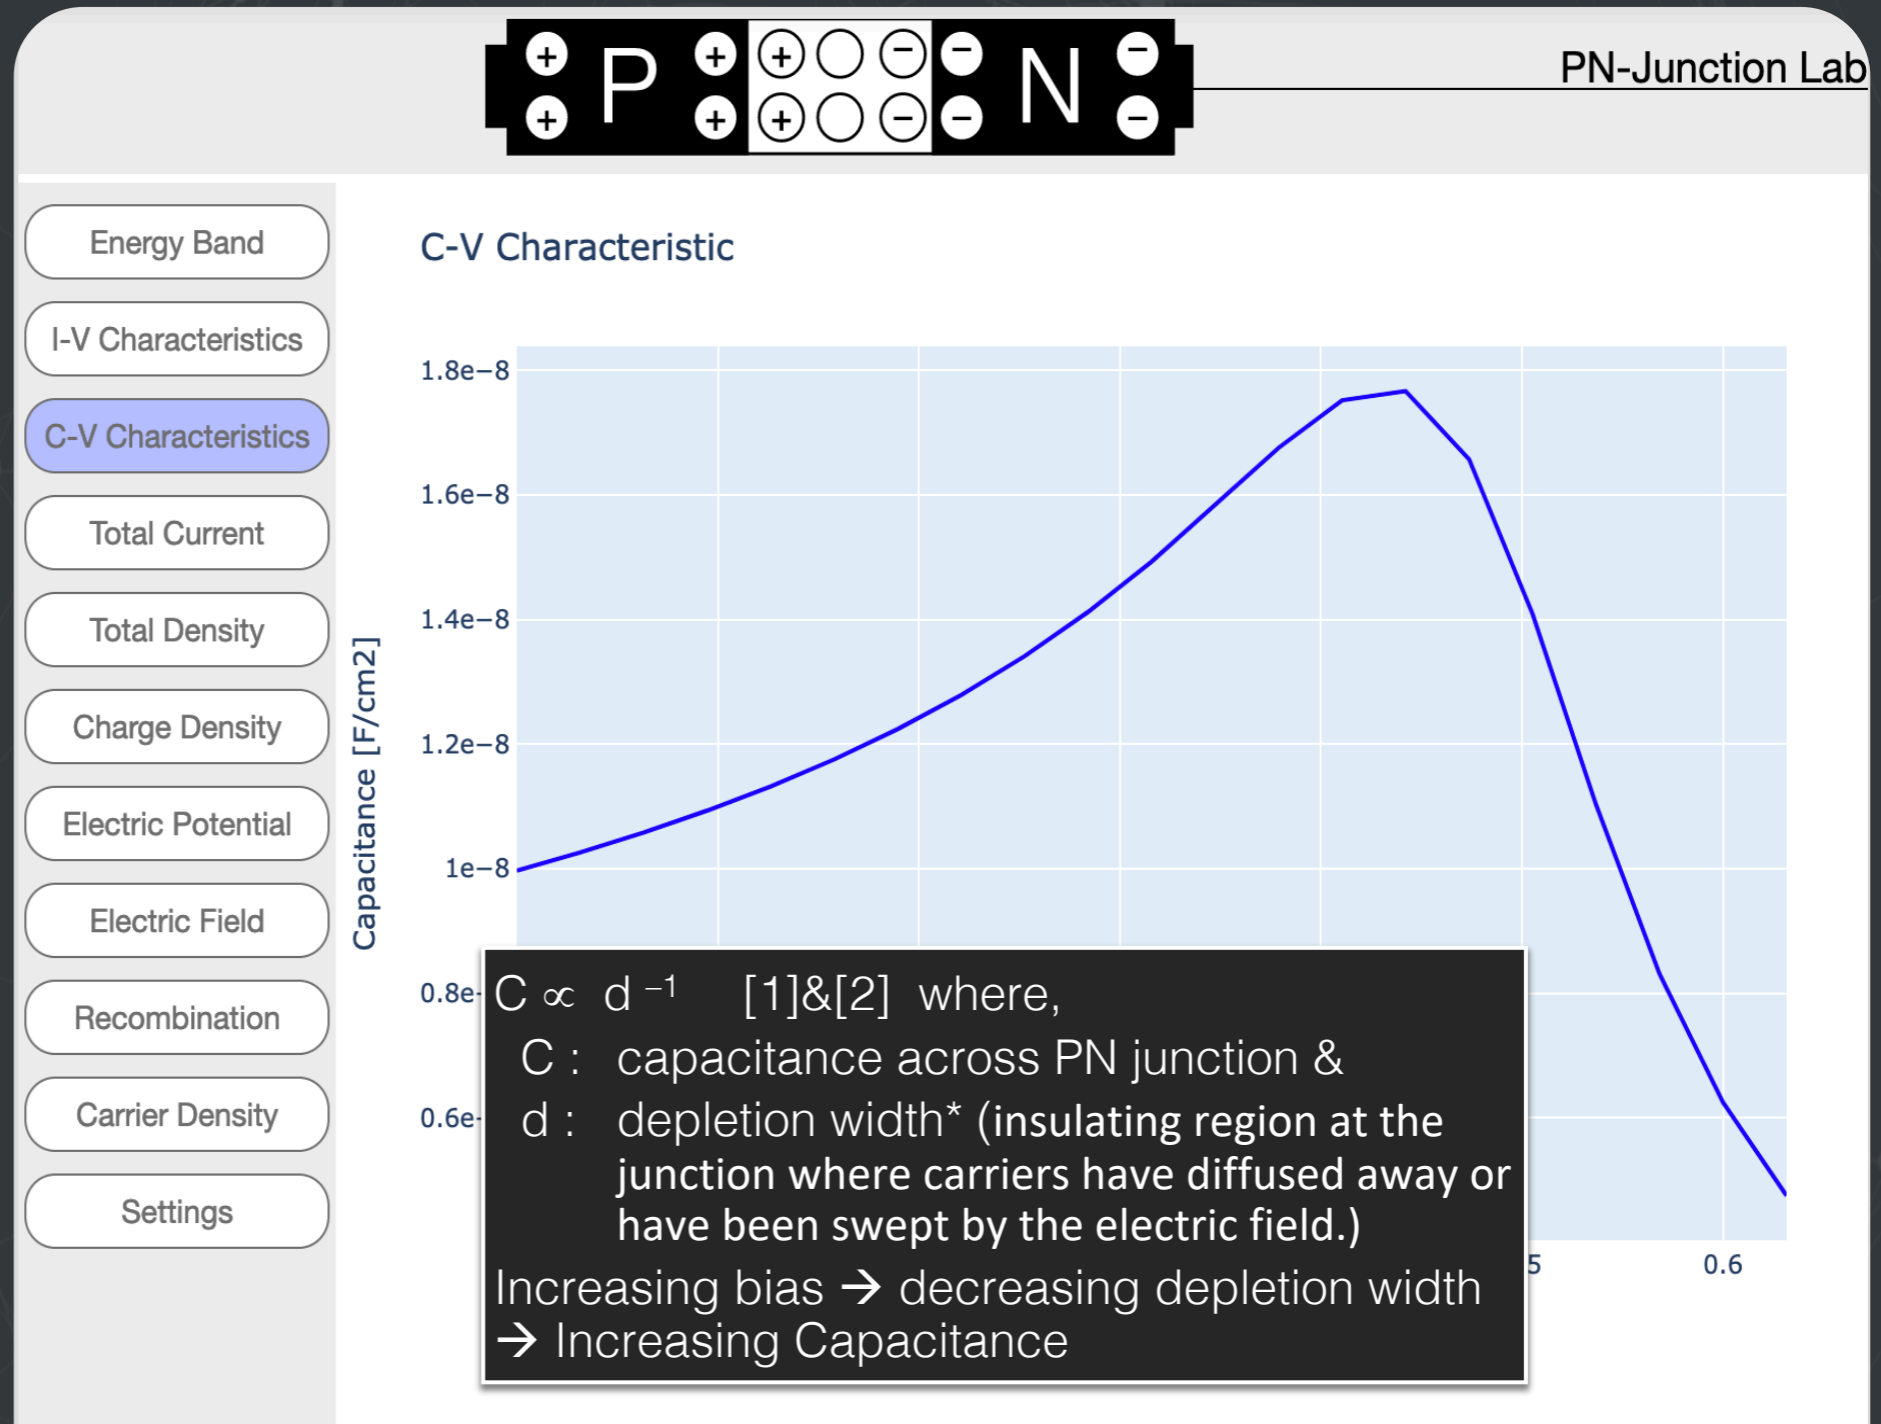 + P + + − − N −
+ + + − − −
PN-Junction Lab
Energy Band
I-V Characteristics
C-V Characteristics
Total Current
Total Density
Charge Density
Electric Potential
Electric Field
Recombination
Carrier Density
Settings
C-V Characteristic
Capacitance [F/cm2]
1.8e−8
1.6e−8
1.4e−8
1.2e−8
1e−8
0.8e-
0.6e-
5
0.6
C ∝ d −1 [1]&[2] where,
C : capacitance across PN junction &
d : depletion width* (insulating region at the
junction where carriers have diffused away or
have been swept by the electric field.)
Increasing bias → decreasing depletion width
→ Increasing Capacitance